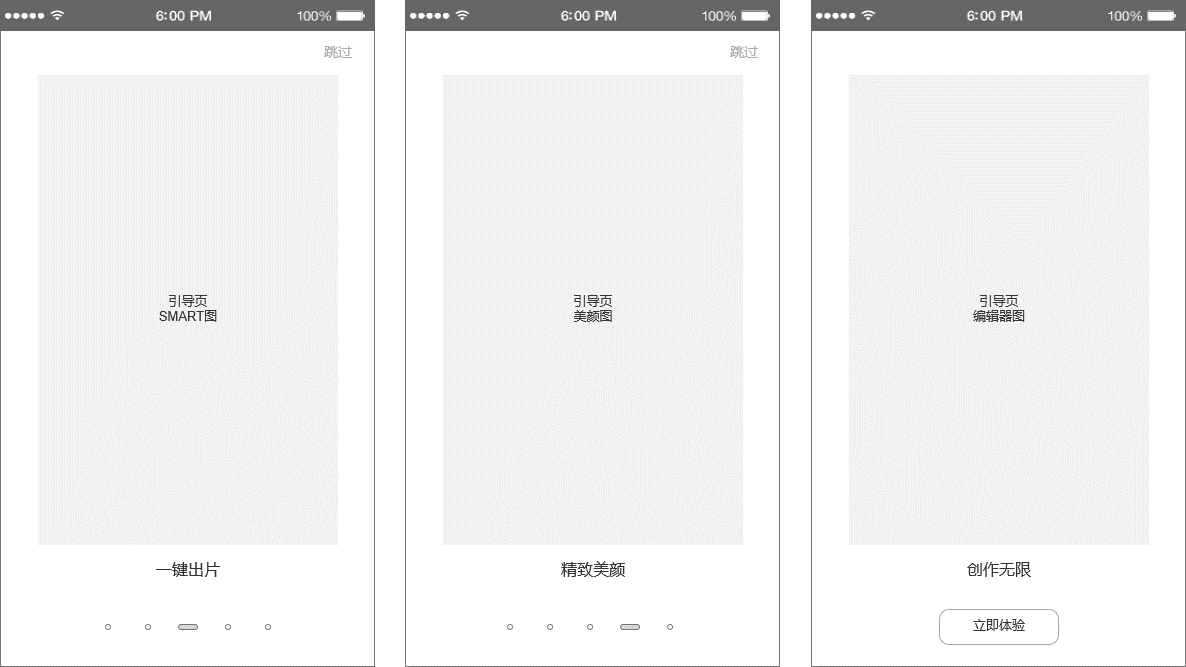 6:00 PM
100%
跳过
引导页
SMART图
一键出片
6:00 PM
100%
跳过
引导页
美颜图
精致美颜
6:00 PM
100%
引导页
编辑器图
创作无限
立即体验